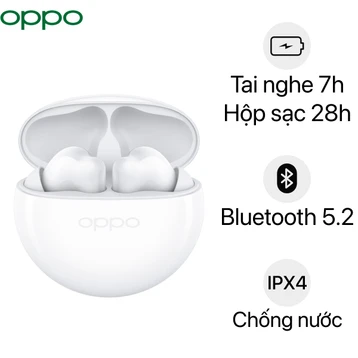 oppo
Tai nghe 7h
Hộp sạc 28h
oppo
Bluetooth 5.2
IPX4
Chống nước